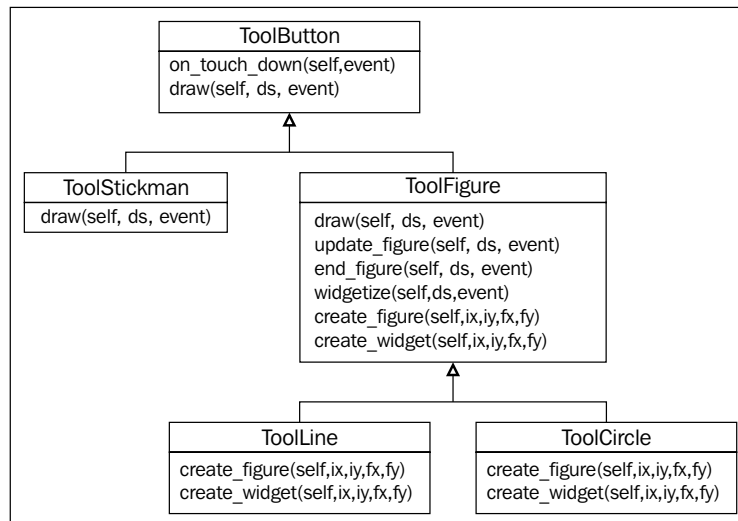 ToolButton
on_touch_down(self,event)
draw(self, ds, event)
ToolStickman
draw(self, ds, event)
ToolFigure
draw(self, ds, event)
update_figure(self, ds, event)
end_figure(self, ds, event)
widgetize(self,ds,event)
create_figure(self,ix,iy,fx,fy)
create_widget(self,ix,iy,fx,fy)
ToolLine
create_figure(self,ix,iy,fx,fy)
create_widget(self,ix,iy,fx,fy)
ToolCircle
create_figure(self,ix,iy,fx,fy)
create_widget(self,ix,iy,fx,fy)